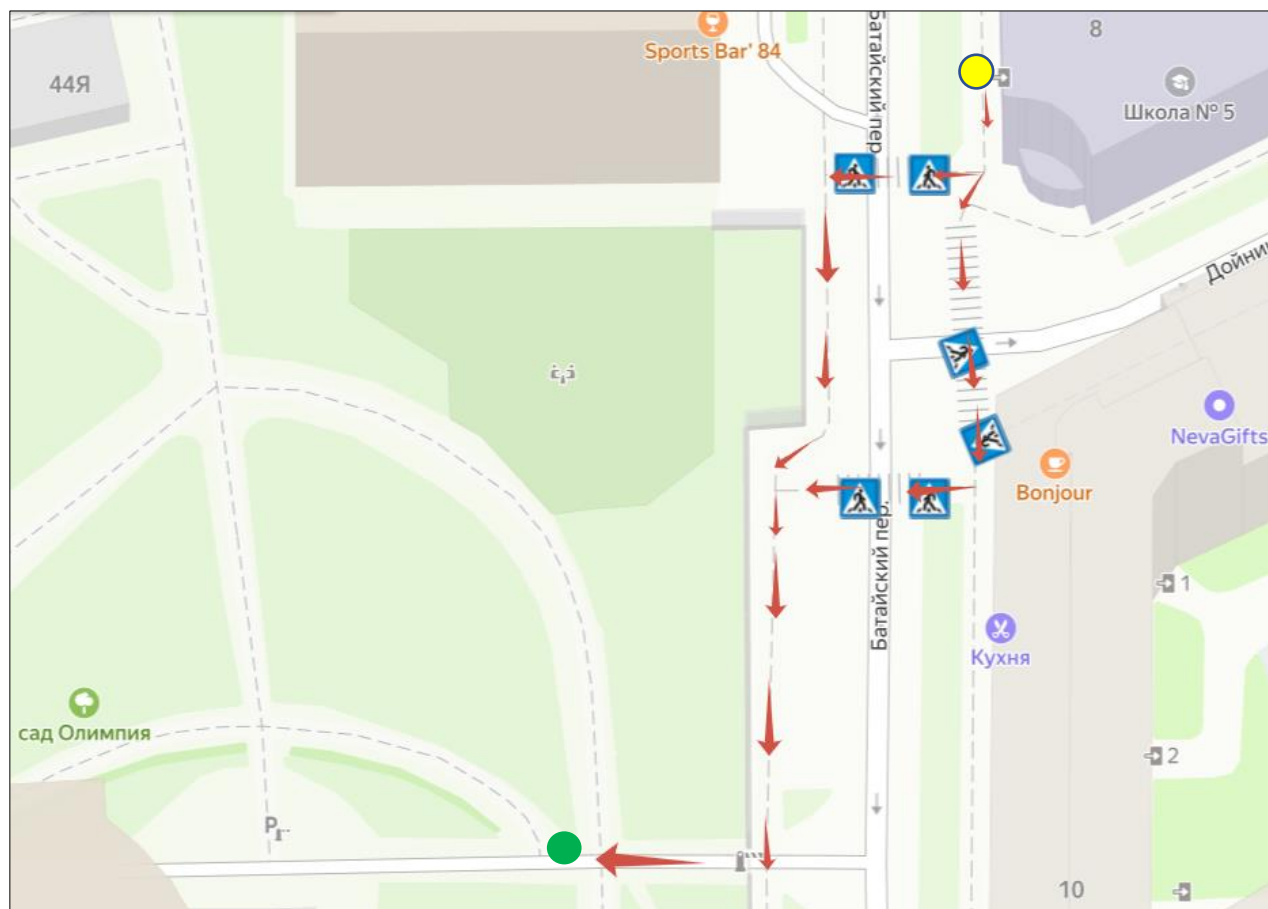 Sports Bar' 84
Батайский пер.
8
44Я
Школа № 5
Дойни
NevaGifts
Bonjour
Батайский пер.
1
Кухня
сад Олимпия
2
P
10